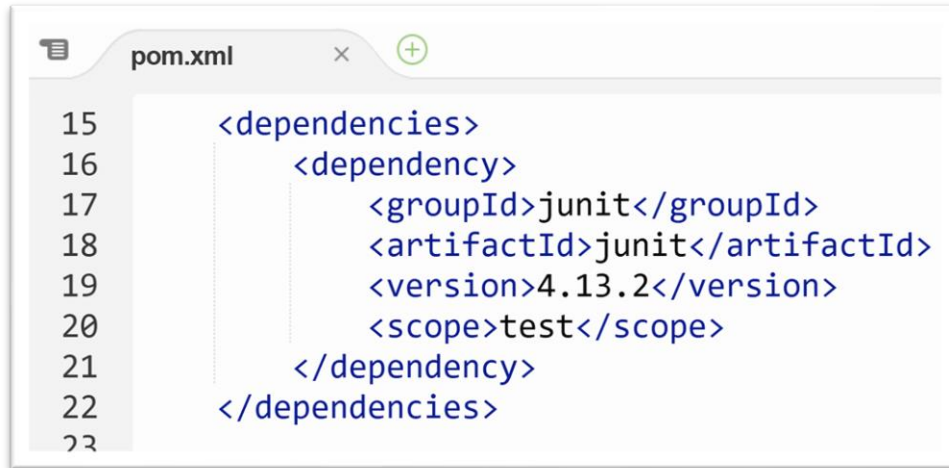 pom.xml
15 <dependencies>
16 <dependency>
17 <groupId>junit</groupId>
18 <artifactId>junit</artifactId>
19 <version>4.13.2</version>
20 <scope>test</scope>
21 </dependency>
22 </dependencies>
23